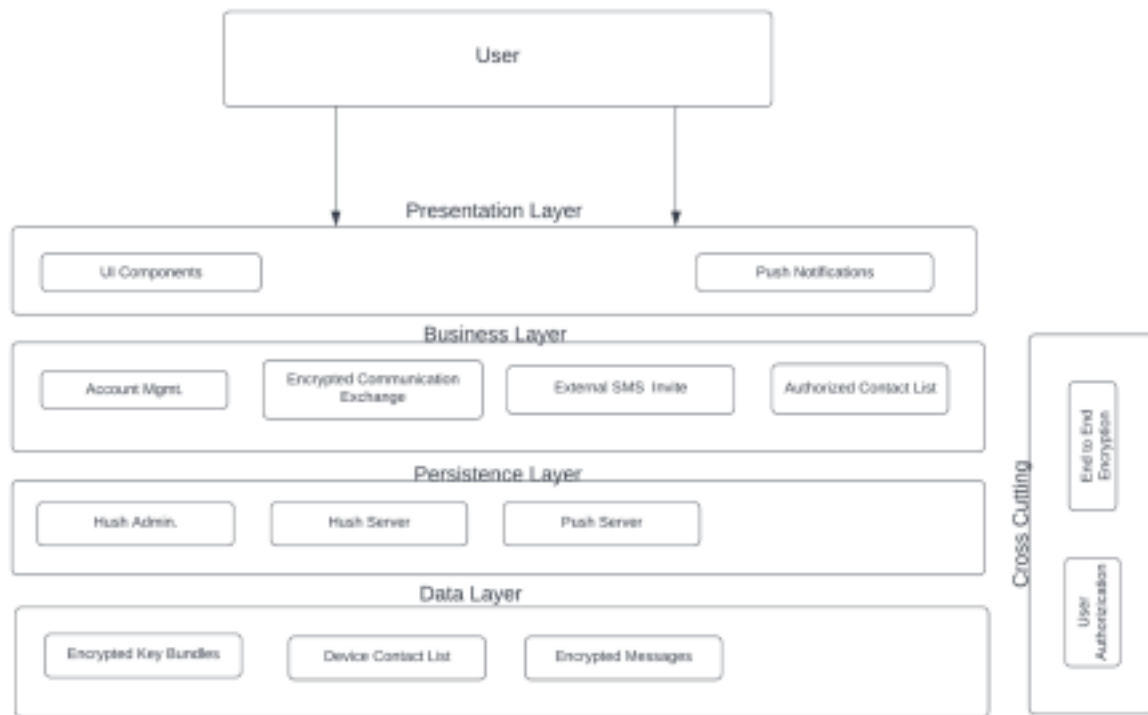 User
Presentation Layer
UI Components
Push Notifications
Business Layer
Account Mgmt.
Encrypted Communication
Exchange
External SMS Invite
Authorized Contact List
Persistence Layer
Hush Admin.
Hush Server
Push Server
Data Layer
Encrypted Key Bundles
Device Contact List
Encrypted Messages
Cross Cutting
End to End
Encryption
User
Authorizication